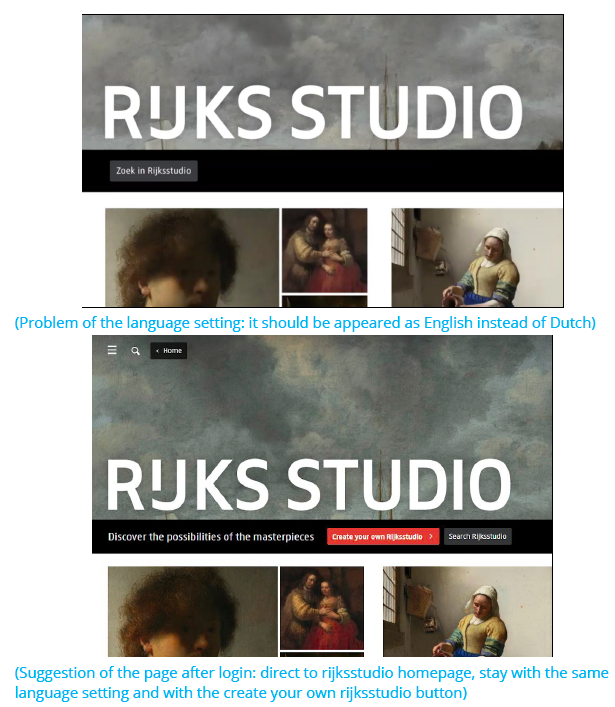 RIJKS STUDIO
Zoek in Rijksstudio
(Problem of the language setting: it should be appeared as English instead of Dutch)
☰ ‹ Home
RIJKS STUDIO
Discover the possibilities of the masterpieces Create your own Rijksstudio > Search Rijksstudio
(Suggestion of the page after login: direct to rijksstudio homepage, stay with the same
language setting and with the create your own rijksstudio button)